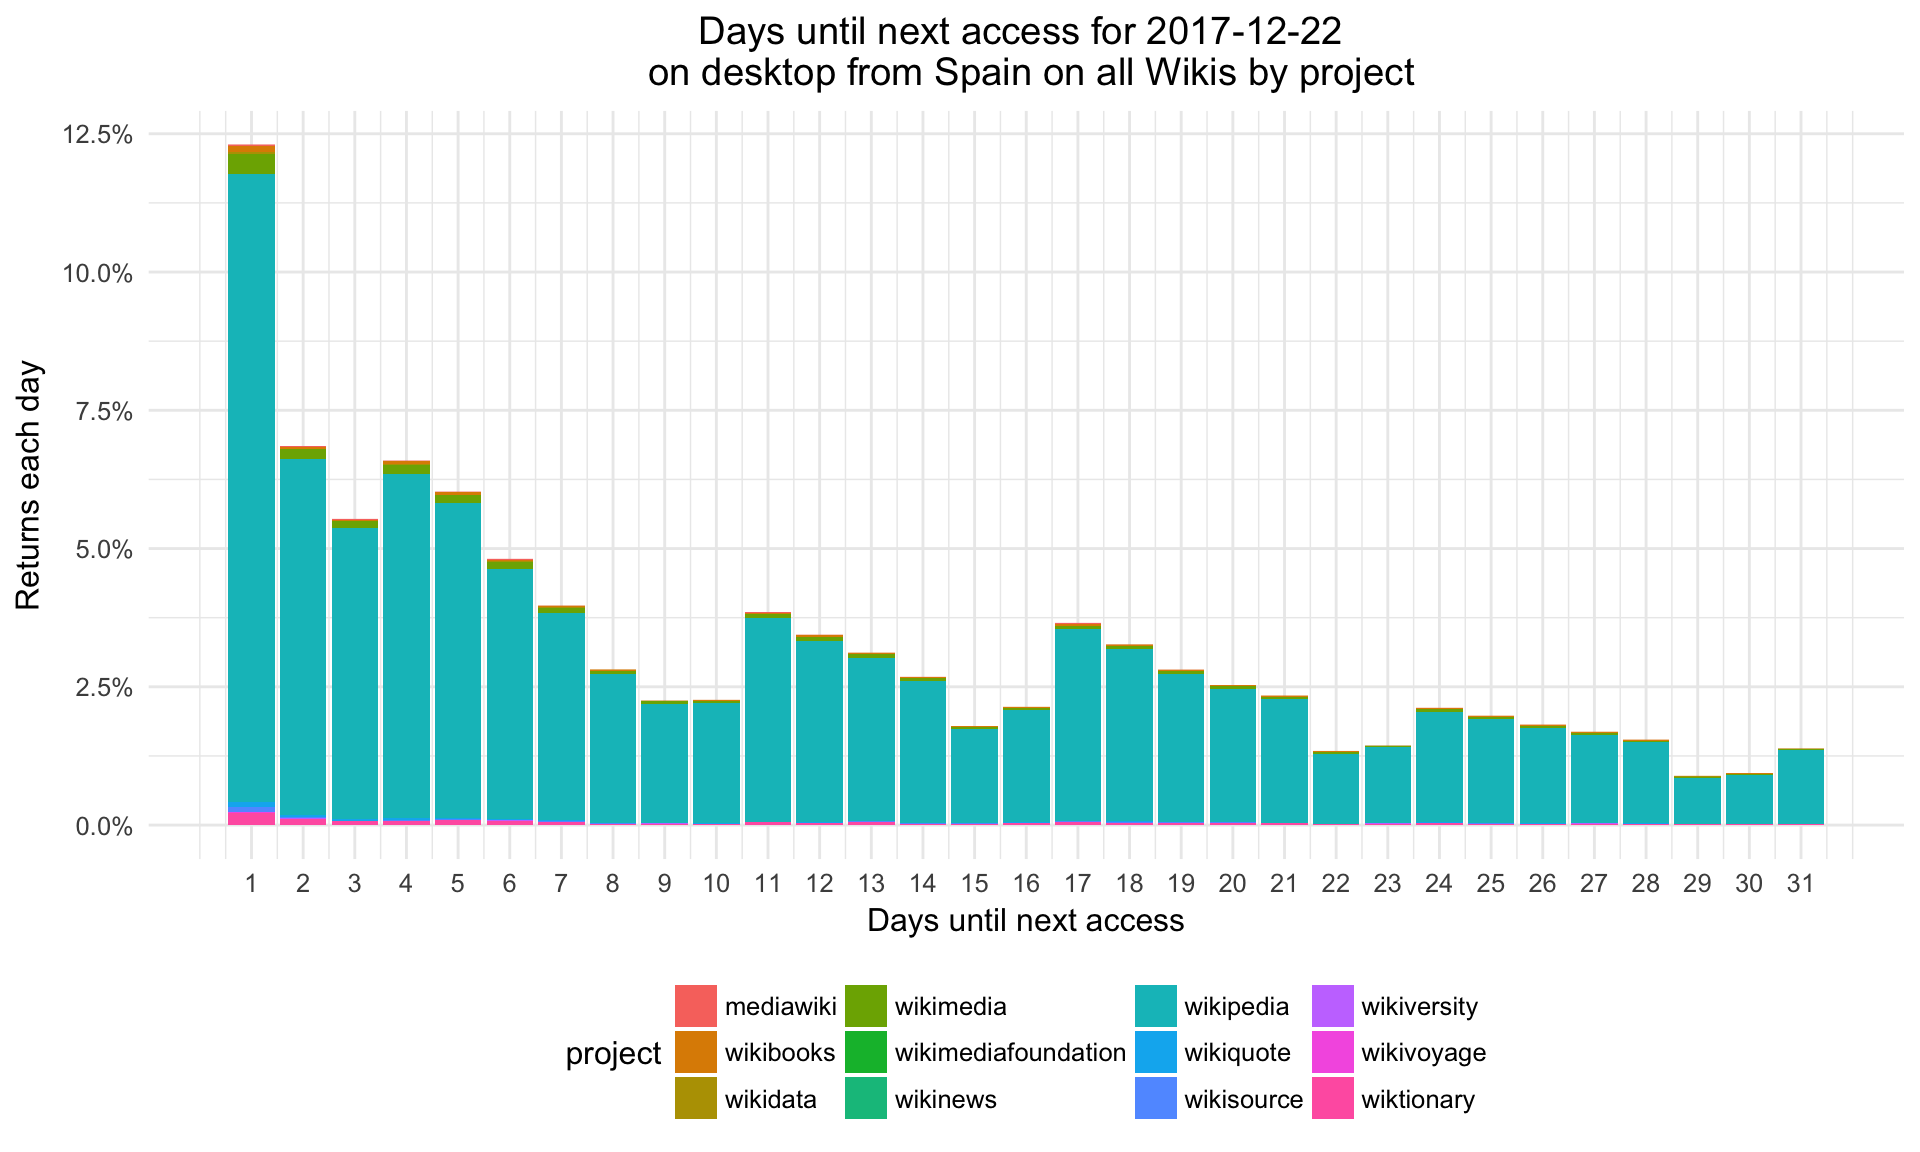 Days until next access for 2017-12-22
on desktop from Spain on all Wikis by project
Returns each day
12.5%
10.0%
7.5%
5.0%
2.5%
0.0%
1 2 3 4 5 6 7 8 9 10 11 12 13 14 15 16 17 18 19 20 21 22 23 24 25 26 27 28 29 30 31
Days until next access
project
mediawiki wikimedia wikipedia wikiversity
wikibooks wikimediafoundation wikiquote wikivoyage
wikidata wikinews wikisource wiktionary